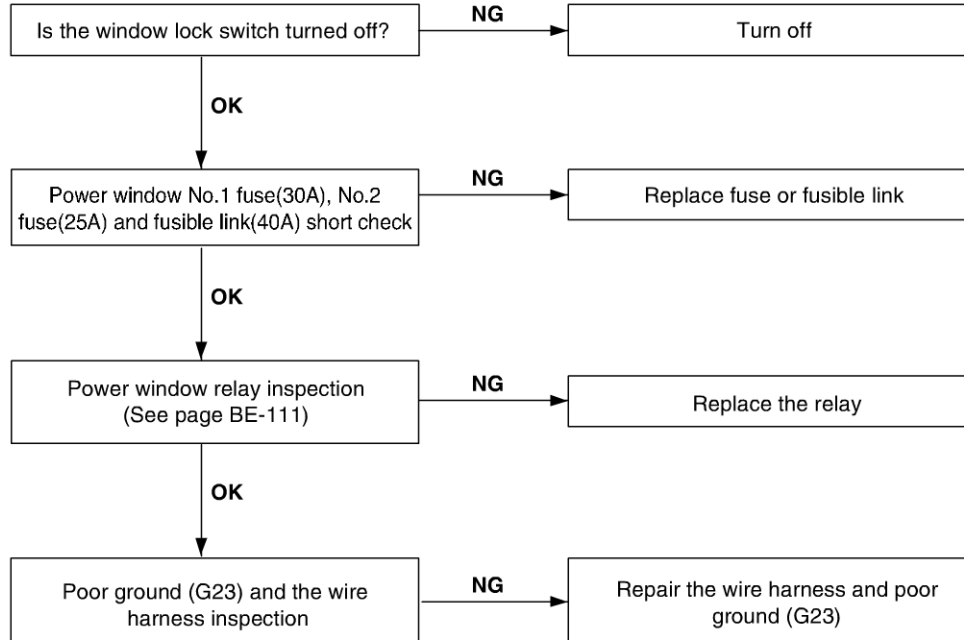 Is the window lock switch turned off?
NG
Turn off
OK
Power window No.1 fuse(30A), No.2
fuse(25A) and fusible link(40A) short check
NG
Replace fuse or fusible link
OK
Power window relay inspection
(See page BE-111)
NG
Replace the relay
OK
Poor ground (G23) and the wire
harness inspection
NG
Repair the wire harness and poor
ground (G23)